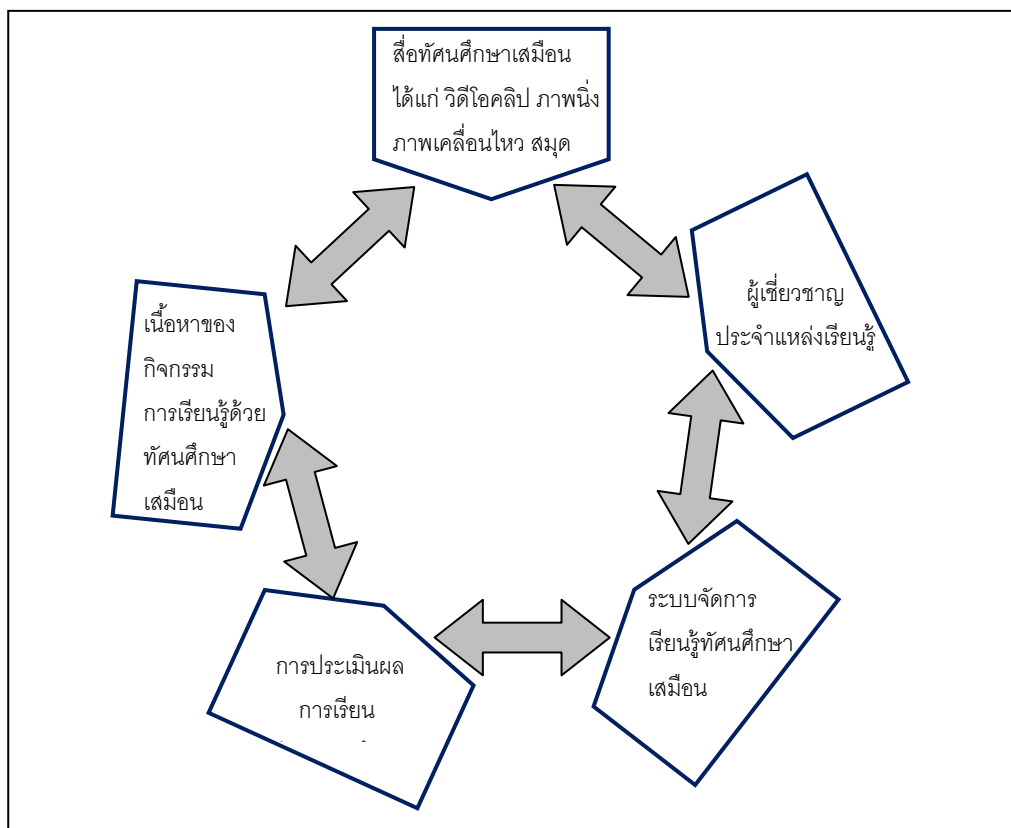 สื่อทัศนศึกษาเสมือน
ได้แก่ วิดีโอคลิป ภาพนิ่ง
ภาพเคลื่อนไหว สมุด
ผู้เชี่ยวชาญ
ประจำแหล่งเรียนรู้
ระบบจัดการ
เรียนรู้ทัศนศึกษา
เสมือน
การประเมินผล
การเรียน
เนื้อหาของ
กิจกรรม
การเรียนรู้ด้วย
ทัศนศึกษา
เสมือน